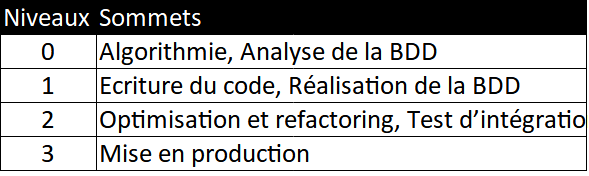 Niveaux Sommets
0 Algorithmie, Analyse de la BDD
1 Ecriture du code, Réalisation de la BDD
2 Optimisation et refactoring, Test d’intégratio
3 Mise en production